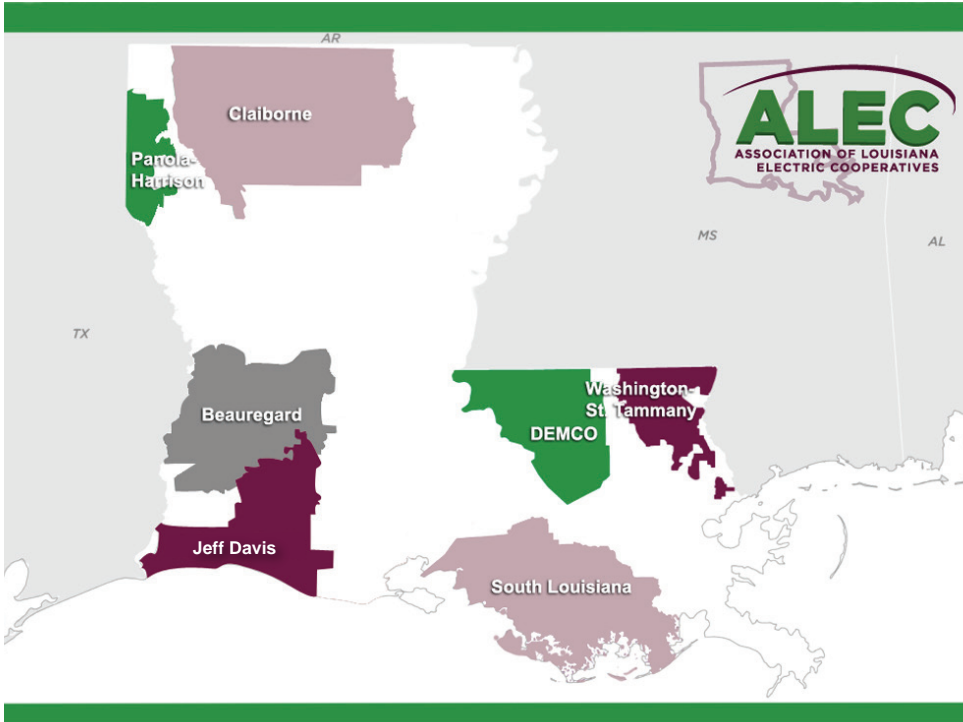 AR
Claiborne
ALEC
ASSOCIATION OF LOUISIANA
ELECTRIC COOPERATIVES
Panola-
Harrison
MS
AL
TX
Beauregard
Washington-
St. Tammany
DEMCO
Jeff Davis
South Louisiana